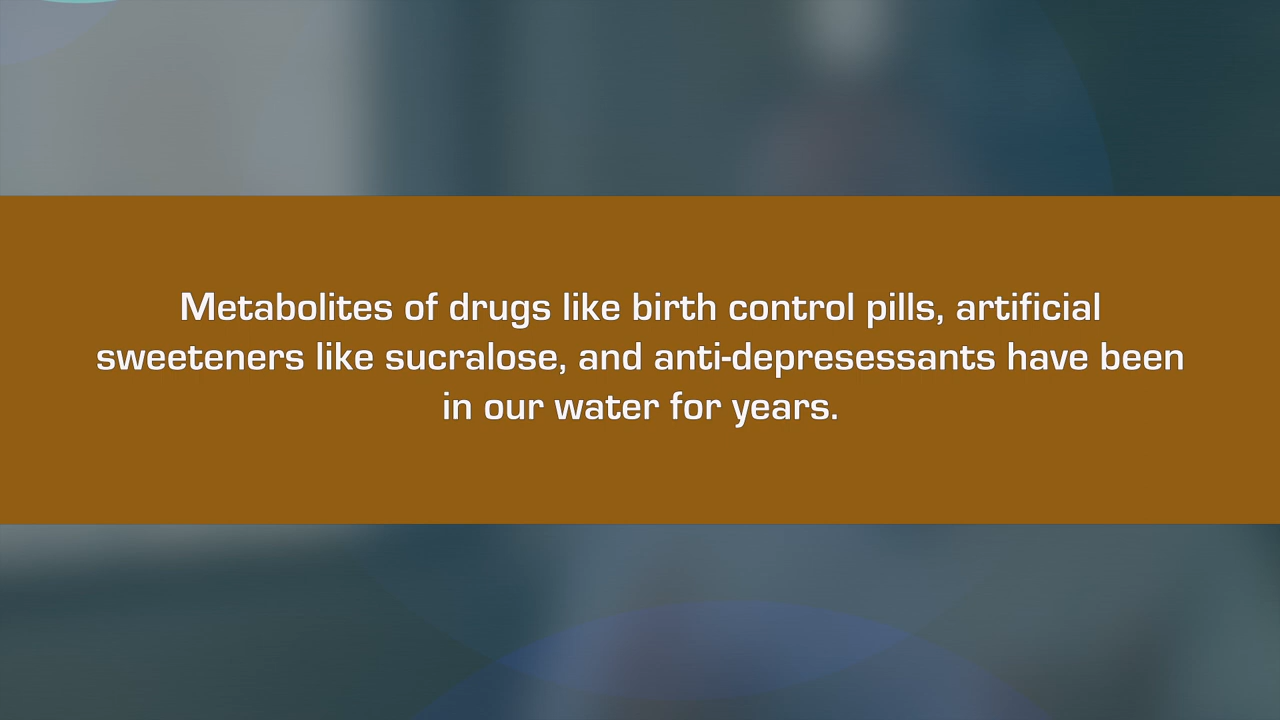 Metabolites of drugs like birth control pills, artificial
sweeteners like sucralose, and anti-depresessants have been
in our water for years.